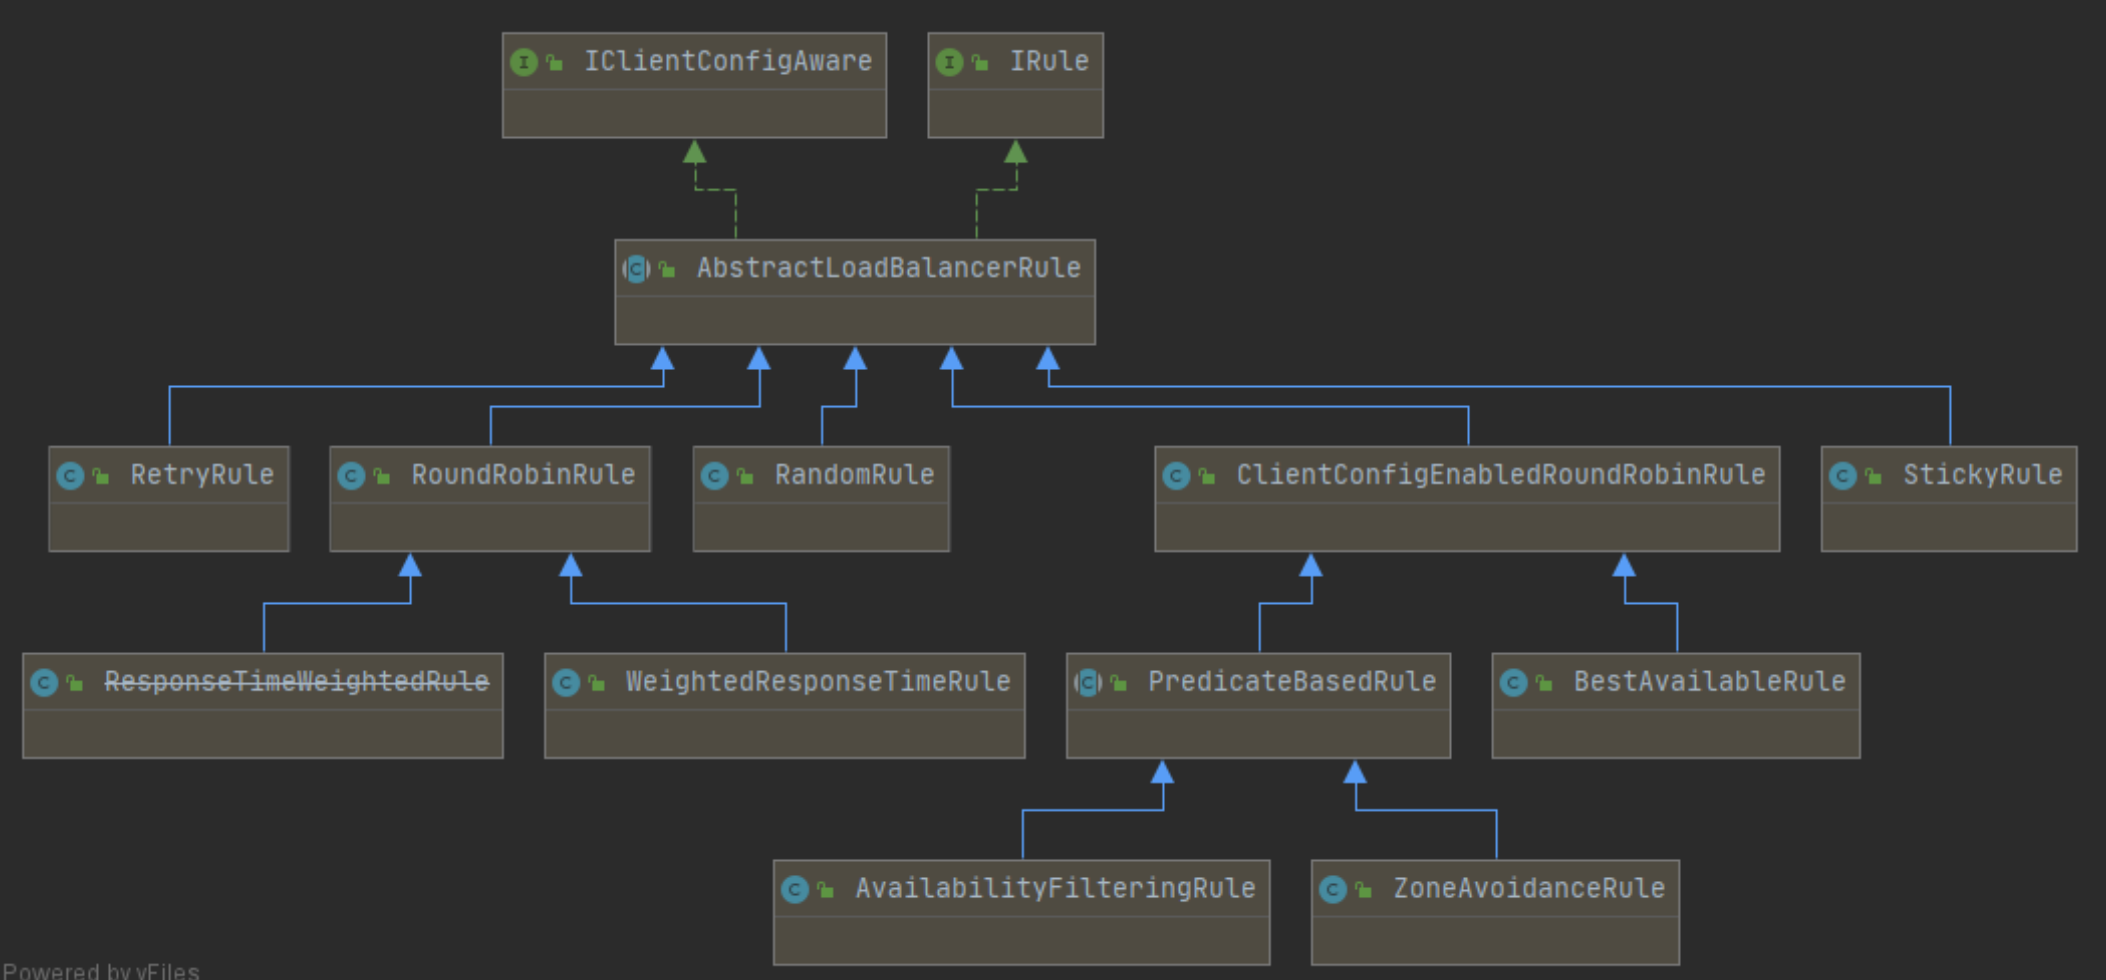 IClientConfigAware
IRule
AbstractLoadBalancerRule
RetryRule
RoundRobinRule
RandomRule
ClientConfigEnabledRoundRobinRule
StickyRule
ResponseTimeWeightedRule
WeightedResponseTimeRule
PredicateBasedRule
BestAvailableRule
AvailabilityFilteringRule
ZoneAvoidanceRule
Powered by yFiles